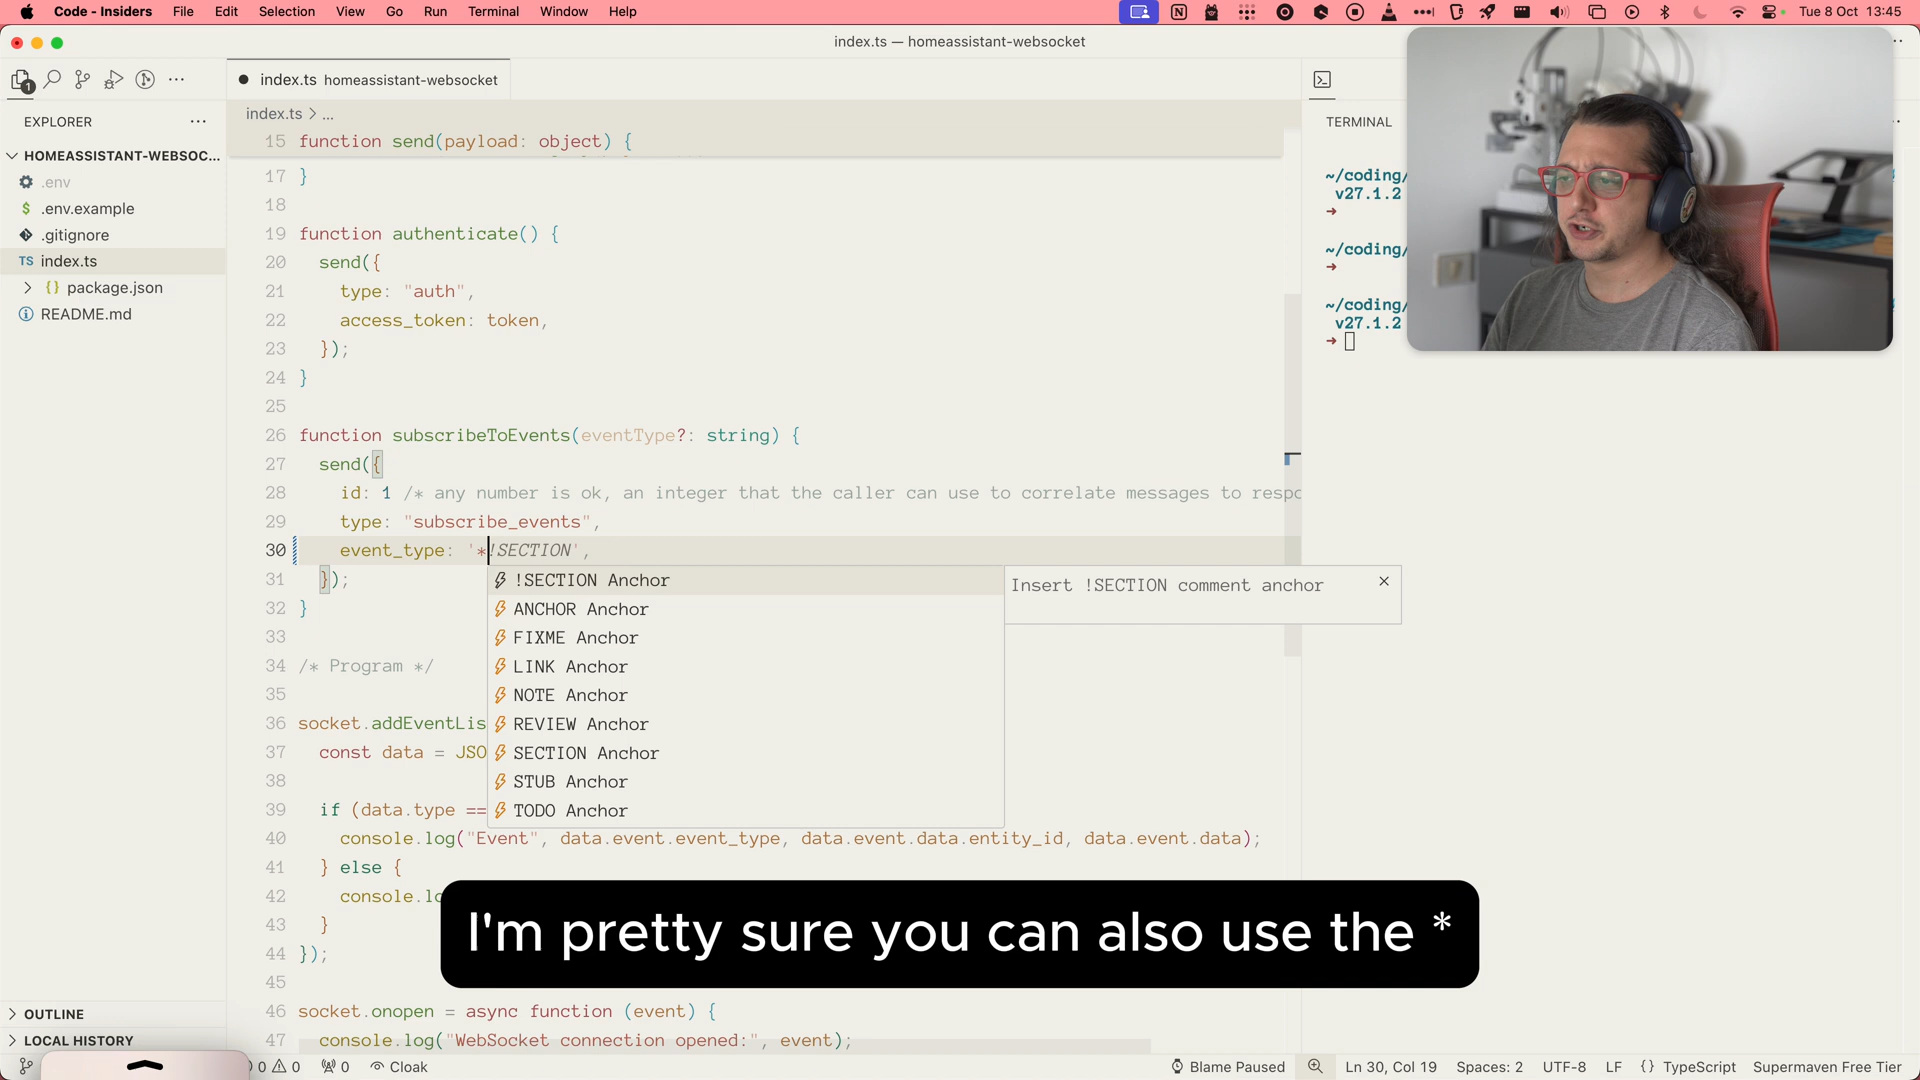 Code - Insiders File Edit Selection View Go Run Terminal Window Help Tue 8 Oct 13:45
index.ts — homeassistant-websocket
1
index.ts homeassistant-websocket
EXPLORER
index.ts > ...
TERMINAL
HOMEASSISTANT-WEBSOC...
.env
.env.example
.gitignore
TS index.ts
package.json
README.md
15 function send(payload: object) {
17 }
18
19 function authenticate() {
20 send({
21 type: "auth",
22 access_token: token,
23 });
24 }
25
26 function subscribeToEvents(eventType?: string) {
27 send({
28 id: 1 /* any number is ok, an integer that the caller can use to correlate messages to respo
29 type: "subscribe_events",
30 event_type: '*!SECTION',
31 });
32 }
33
34 /* Program */
35
36 socket.addEventLis
37 const data = JSO
38
39 if (data.type ==
40 console.log("Event", data.event.event_type, data.event.data.entity_id, data.event.data);
41 } else {
42 console.lo
43 }
44 });
45
46 socket.onopen = async function (event) {
47 console.log("WebSocket connection opened:", event);
!SECTION Anchor
ANCHOR Anchor
FIXME Anchor
LINK Anchor
NOTE Anchor
REVIEW Anchor
SECTION Anchor
STUB Anchor
TODO Anchor
Insert !SECTION comment anchor
~/coding/
v27.1.2
~/coding/
~/coding/
v27.1.2
I'm pretty sure you can also use the *
OUTLINE
LOCAL HISTORY
0 0 0 Cloak Blame Paused Ln 30, Col 19 Spaces: 2 UTF-8 LF {} TypeScript Supermaven Free Tier